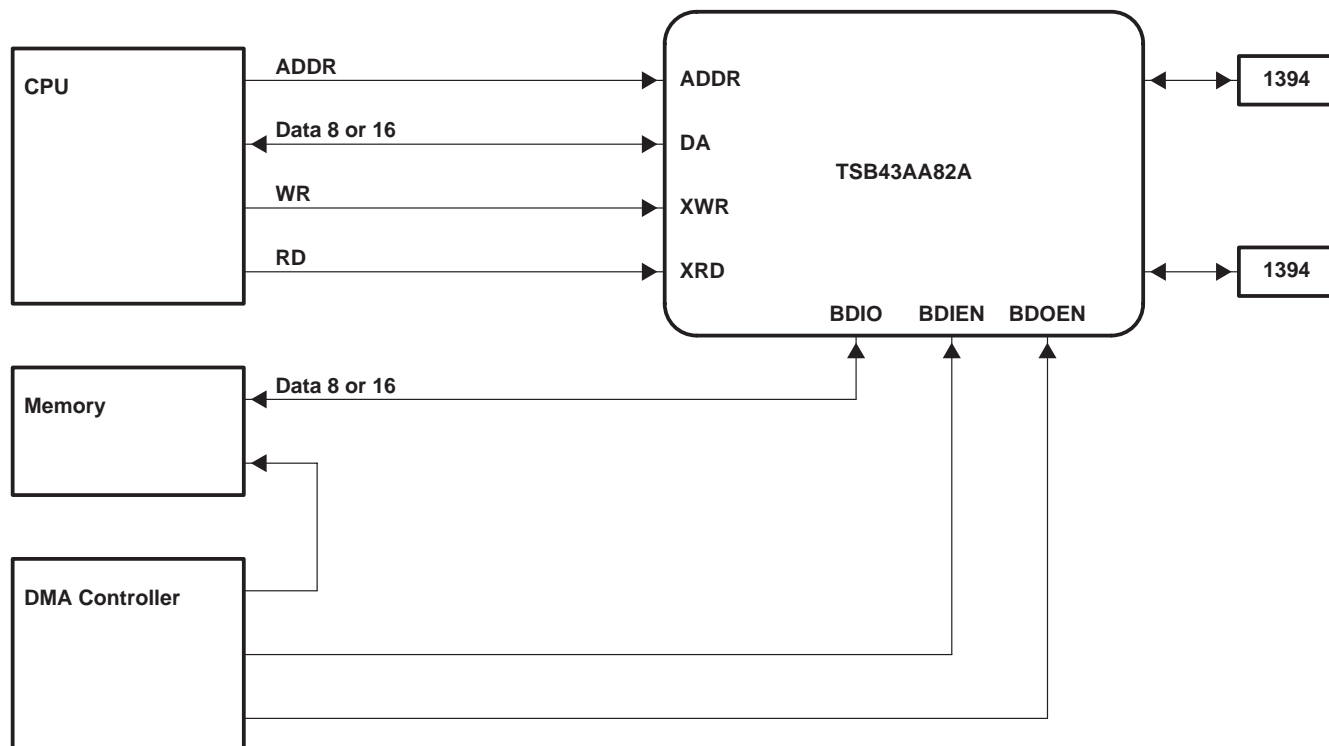 CPU
ADDR
Data 8 or 16
WR
RD
ADDR
DA
XWR
XRD
TSB43AA82A
BDIO BDIEN BDOEN
1394
1394
Memory
Data 8 or 16
DMA Controller